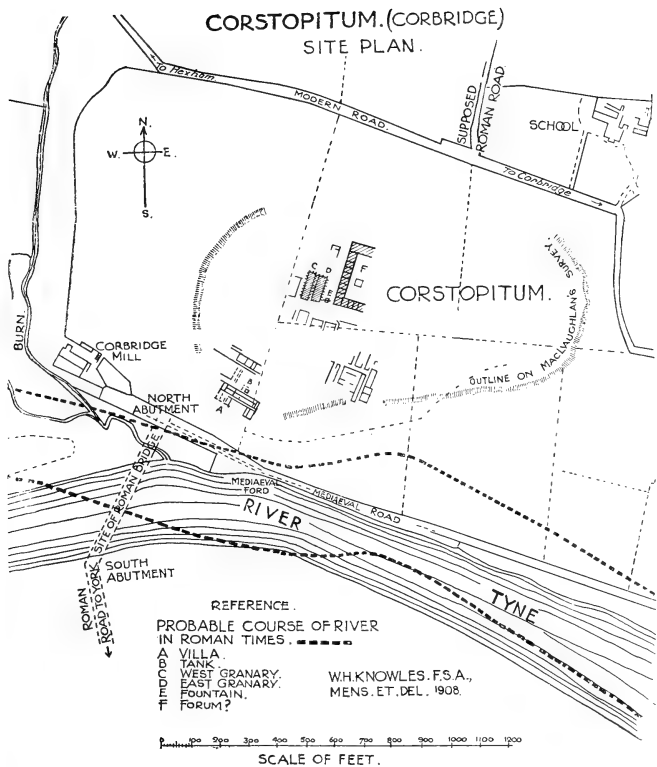 CORSTOPITUM. (CORBRIDGE)
SITE PLAN.
To Hexham
MODERN ROAD.
SUPPOSED
ROMAN ROAD.
SCHOOL
To Corbridge
N.
W. E.
S.
C D F
E
CORSTOPITUM.
OUTLINE ON MACLAUGHLAN'S SURVEY.
BURN.
CORBRIDGE
MILL
NORTH
ABUTMENT
B
A
SITE OF ROMAN BRIDGE
MEDIAEVAL
FORD
MEDIAEVAL ROAD
RIVER
TYNE
SOUTH
ABUTMENT
ROMAN
ROAD TO YORK
REFERENCE.
PROBABLE COURSE OF RIVER
IN ROMAN TIMES.
A VILLA.
B TANK.
C WEST GRANARY.
D EAST GRANARY.
E FOUNTAIN.
F FORUM?
W.H.KNOWLES.F.S.A.,
MENS.ET.DEL. 1908.
0 100 200 300 400 500 600 700 800 900 1000 1100 1200
SCALE OF FEET.